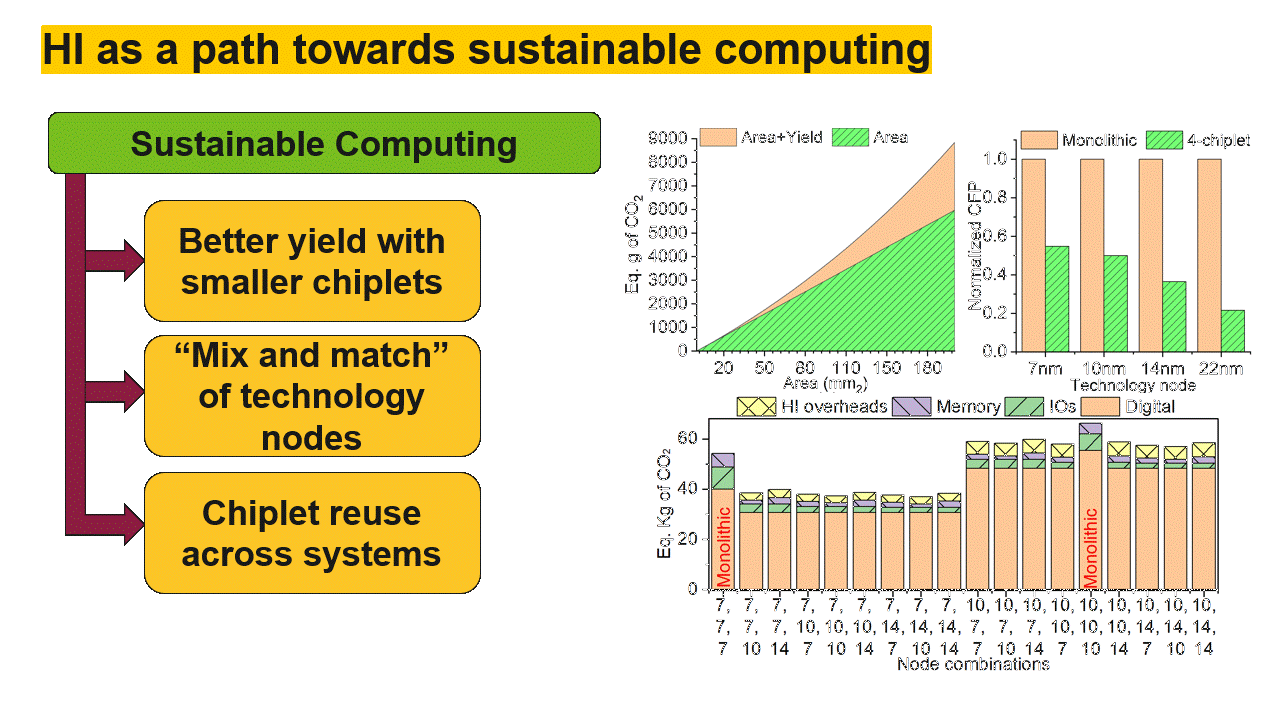 HI as a path towards sustainable computing
Sustainable Computing
Better yield with
smaller chiplets
“Mix and match”
of technology
nodes
Chiplet reuse
across systems
Area+Yield Area
9000
8000
7000
6000
5000
4000
3000
2000
1000
0
Eq. g of CO2
20 50 80 110 150 180
Area (mm2)
Monolithic 4-chiplet
1.0
0.8
0.6
0.4
0.2
0.0
Normalized CFP
7nm 10nm 14nm 22nm
Technology node
HI overheads Memory IOs Digital
60
40
20
0
Eq. Kg of CO2
Monolithic
Monolithic
7, 7, 7, 7, 7, 7, 7, 7, 7, 10, 10, 10, 10, 10, 10, 10, 10, 10,
7, 7, 7, 10, 10, 10, 14, 14, 14, 7, 7, 7, 10, 10, 10, 14, 14, 14,
7 10 14 7 10 14 7 10 14 7 10 14 7 10 14 7 10 14
Node combinations